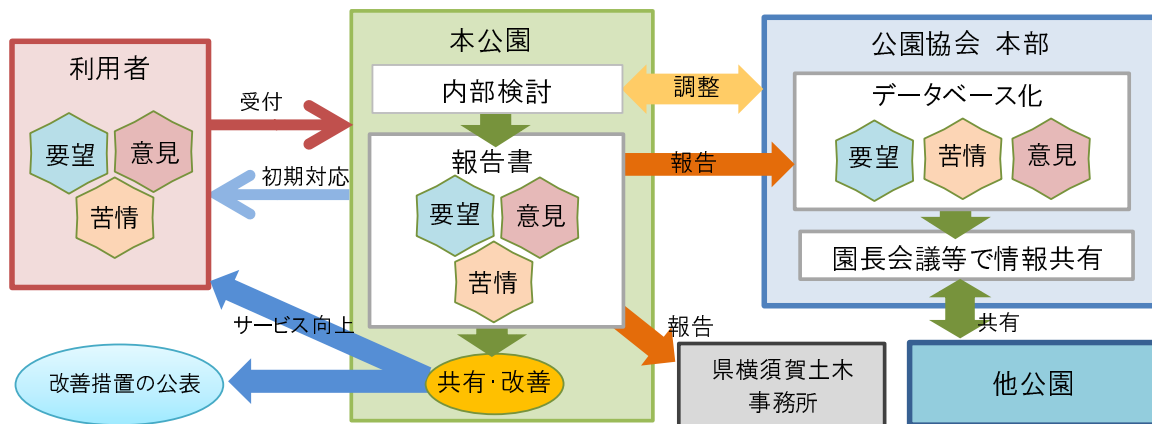 利用者
要望
意見
苦情
受付
初期対応
サービス向上
改善措置の公表
本公園
内部検討
報告書
要望
意見
苦情
共有・改善
調整
報告
報告
県横須賀土木
事務所
公園協会 本部
データベース化
要望
苦情
意見
園長会議等で情報共有
共有
他公園